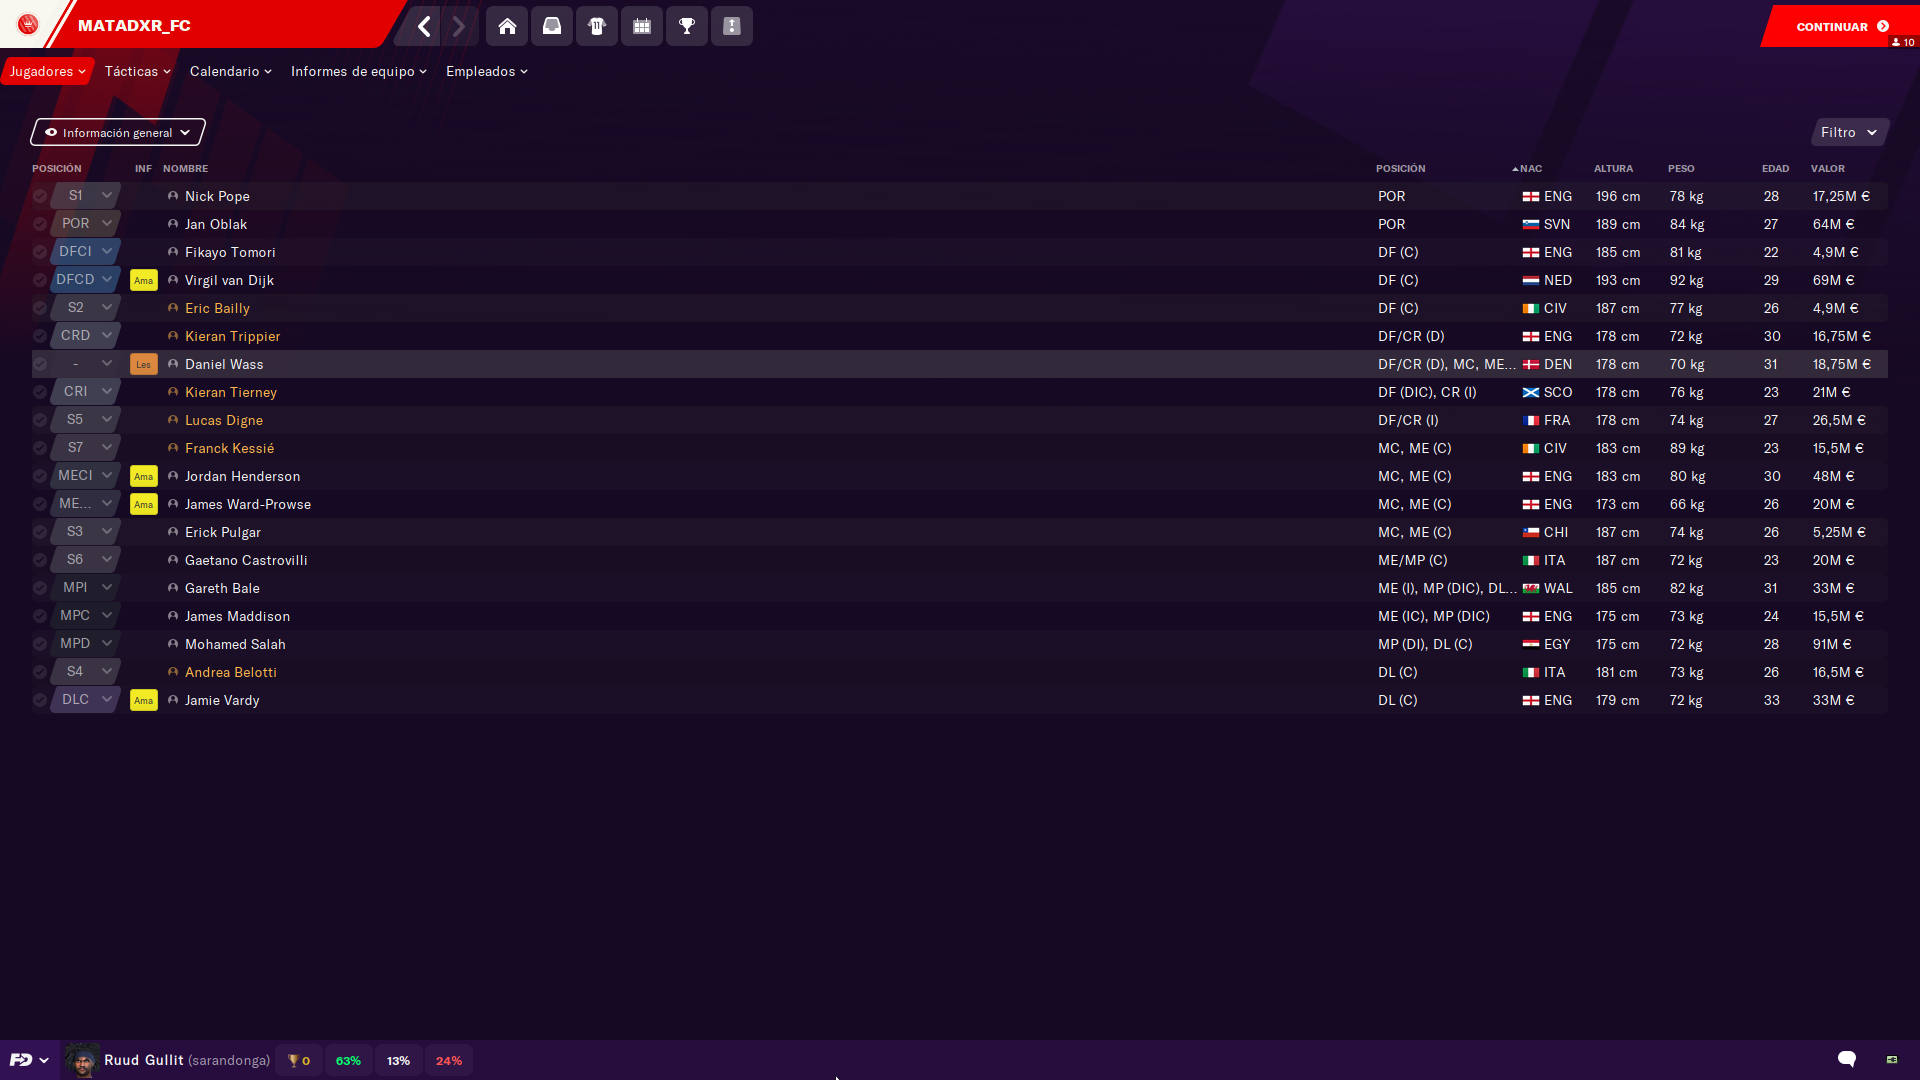 MATADXR_FC
11
CONTINUAR
10
Jugadores Tácticas Calendario Informes de equipo Empleados
Información general
Filtro
POSICIÓN INF NOMBRE POSICIÓN NAC ALTURA PESO EDAD VALOR
S1 Nick Pope POR ENG 196 cm 78 kg 28 17,25M €
POR Jan Oblak POR SVN 189 cm 84 kg 27 64M €
DFCI Fikayo Tomori DF (C) ENG 185 cm 81 kg 22 4,9M €
DFCD Ama Virgil van Dijk DF (C) NED 193 cm 92 kg 29 69M €
S2 Eric Bailly DF (C) CIV 187 cm 77 kg 26 4,9M €
CRD Kieran Trippier DF/CR (D) ENG 178 cm 72 kg 30 16,75M €
- Les Daniel Wass DF/CR (D), MC, ME... DEN 178 cm 70 kg 31 18,75M €
CRI Kieran Tierney DF (DIC), CR (I) SCO 178 cm 76 kg 23 21M €
S5 Lucas Digne DF/CR (I) FRA 178 cm 74 kg 27 26,5M €
S7 Franck Kessié MC, ME (C) CIV 183 cm 89 kg 23 15,5M €
MECI Ama Jordan Henderson MC, ME (C) ENG 183 cm 80 kg 30 48M €
ME... Ama James Ward-Prowse MC, ME (C) ENG 173 cm 66 kg 26 20M €
S3 Erick Pulgar MC, ME (C) CHI 187 cm 74 kg 26 5,25M €
S6 Gaetano Castrovilli ME/MP (C) ITA 187 cm 72 kg 23 20M €
MPI Gareth Bale ME (I), MP (DIC), DL... WAL 185 cm 82 kg 31 33M €
MPC James Maddison ME (IC), MP (DIC) ENG 175 cm 73 kg 24 15,5M €
MPD Mohamed Salah MP (DI), DL (C) EGY 175 cm 72 kg 28 91M €
S4 Andrea Belotti DL (C) ITA 181 cm 73 kg 26 16,5M €
DLC Ama Jamie Vardy DL (C) ENG 179 cm 72 kg 33 33M €
FD Ruud Gullit (sarandonga) 0 63% 13% 24%